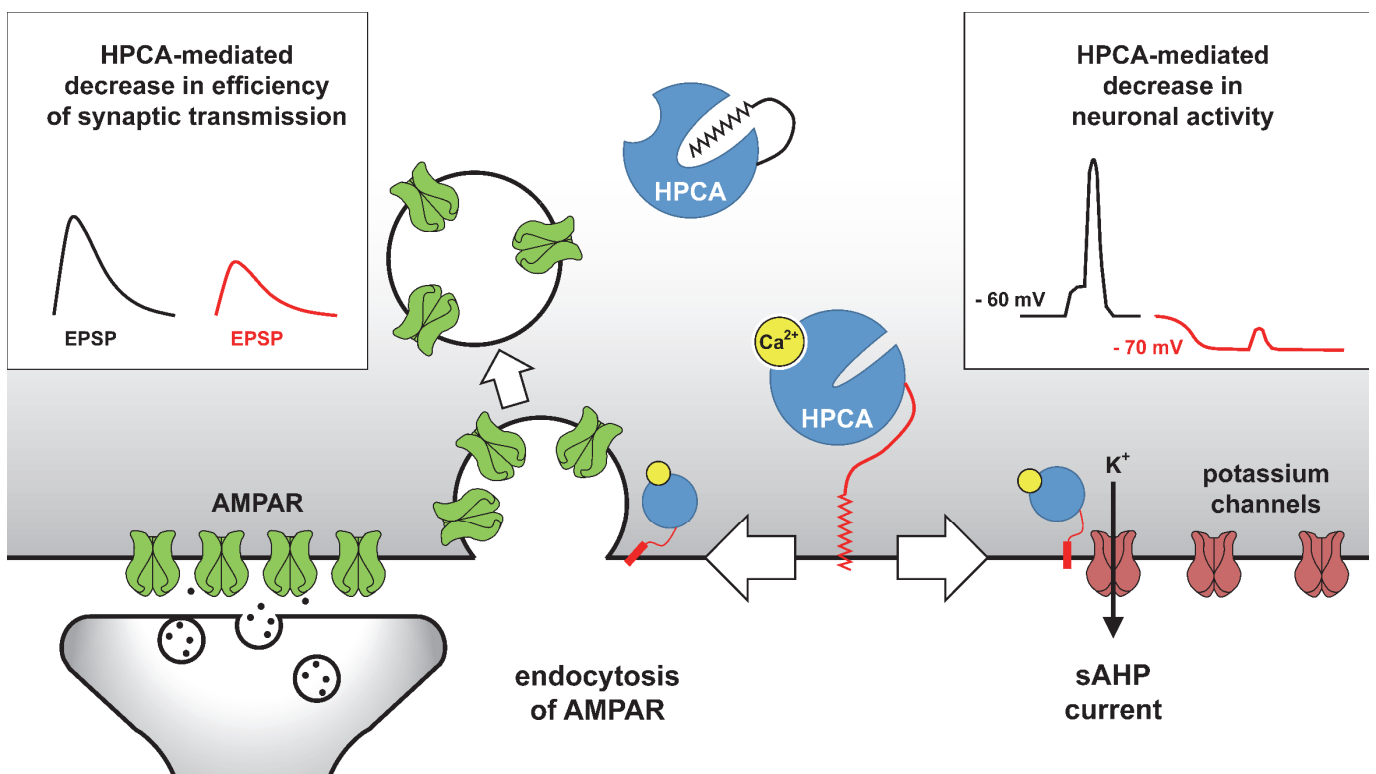 HPCA-mediated
decrease in efficiency
of synaptic transmission
EPSP
EPSP
HPCA
HPCA-mediated
decrease in
neuronal activity
- 60 mV
- 70 mV
Ca²⁺
HPCA
AMPAR
K⁺
potassium
channels
endocytosis
of AMPAR
sAHP
current